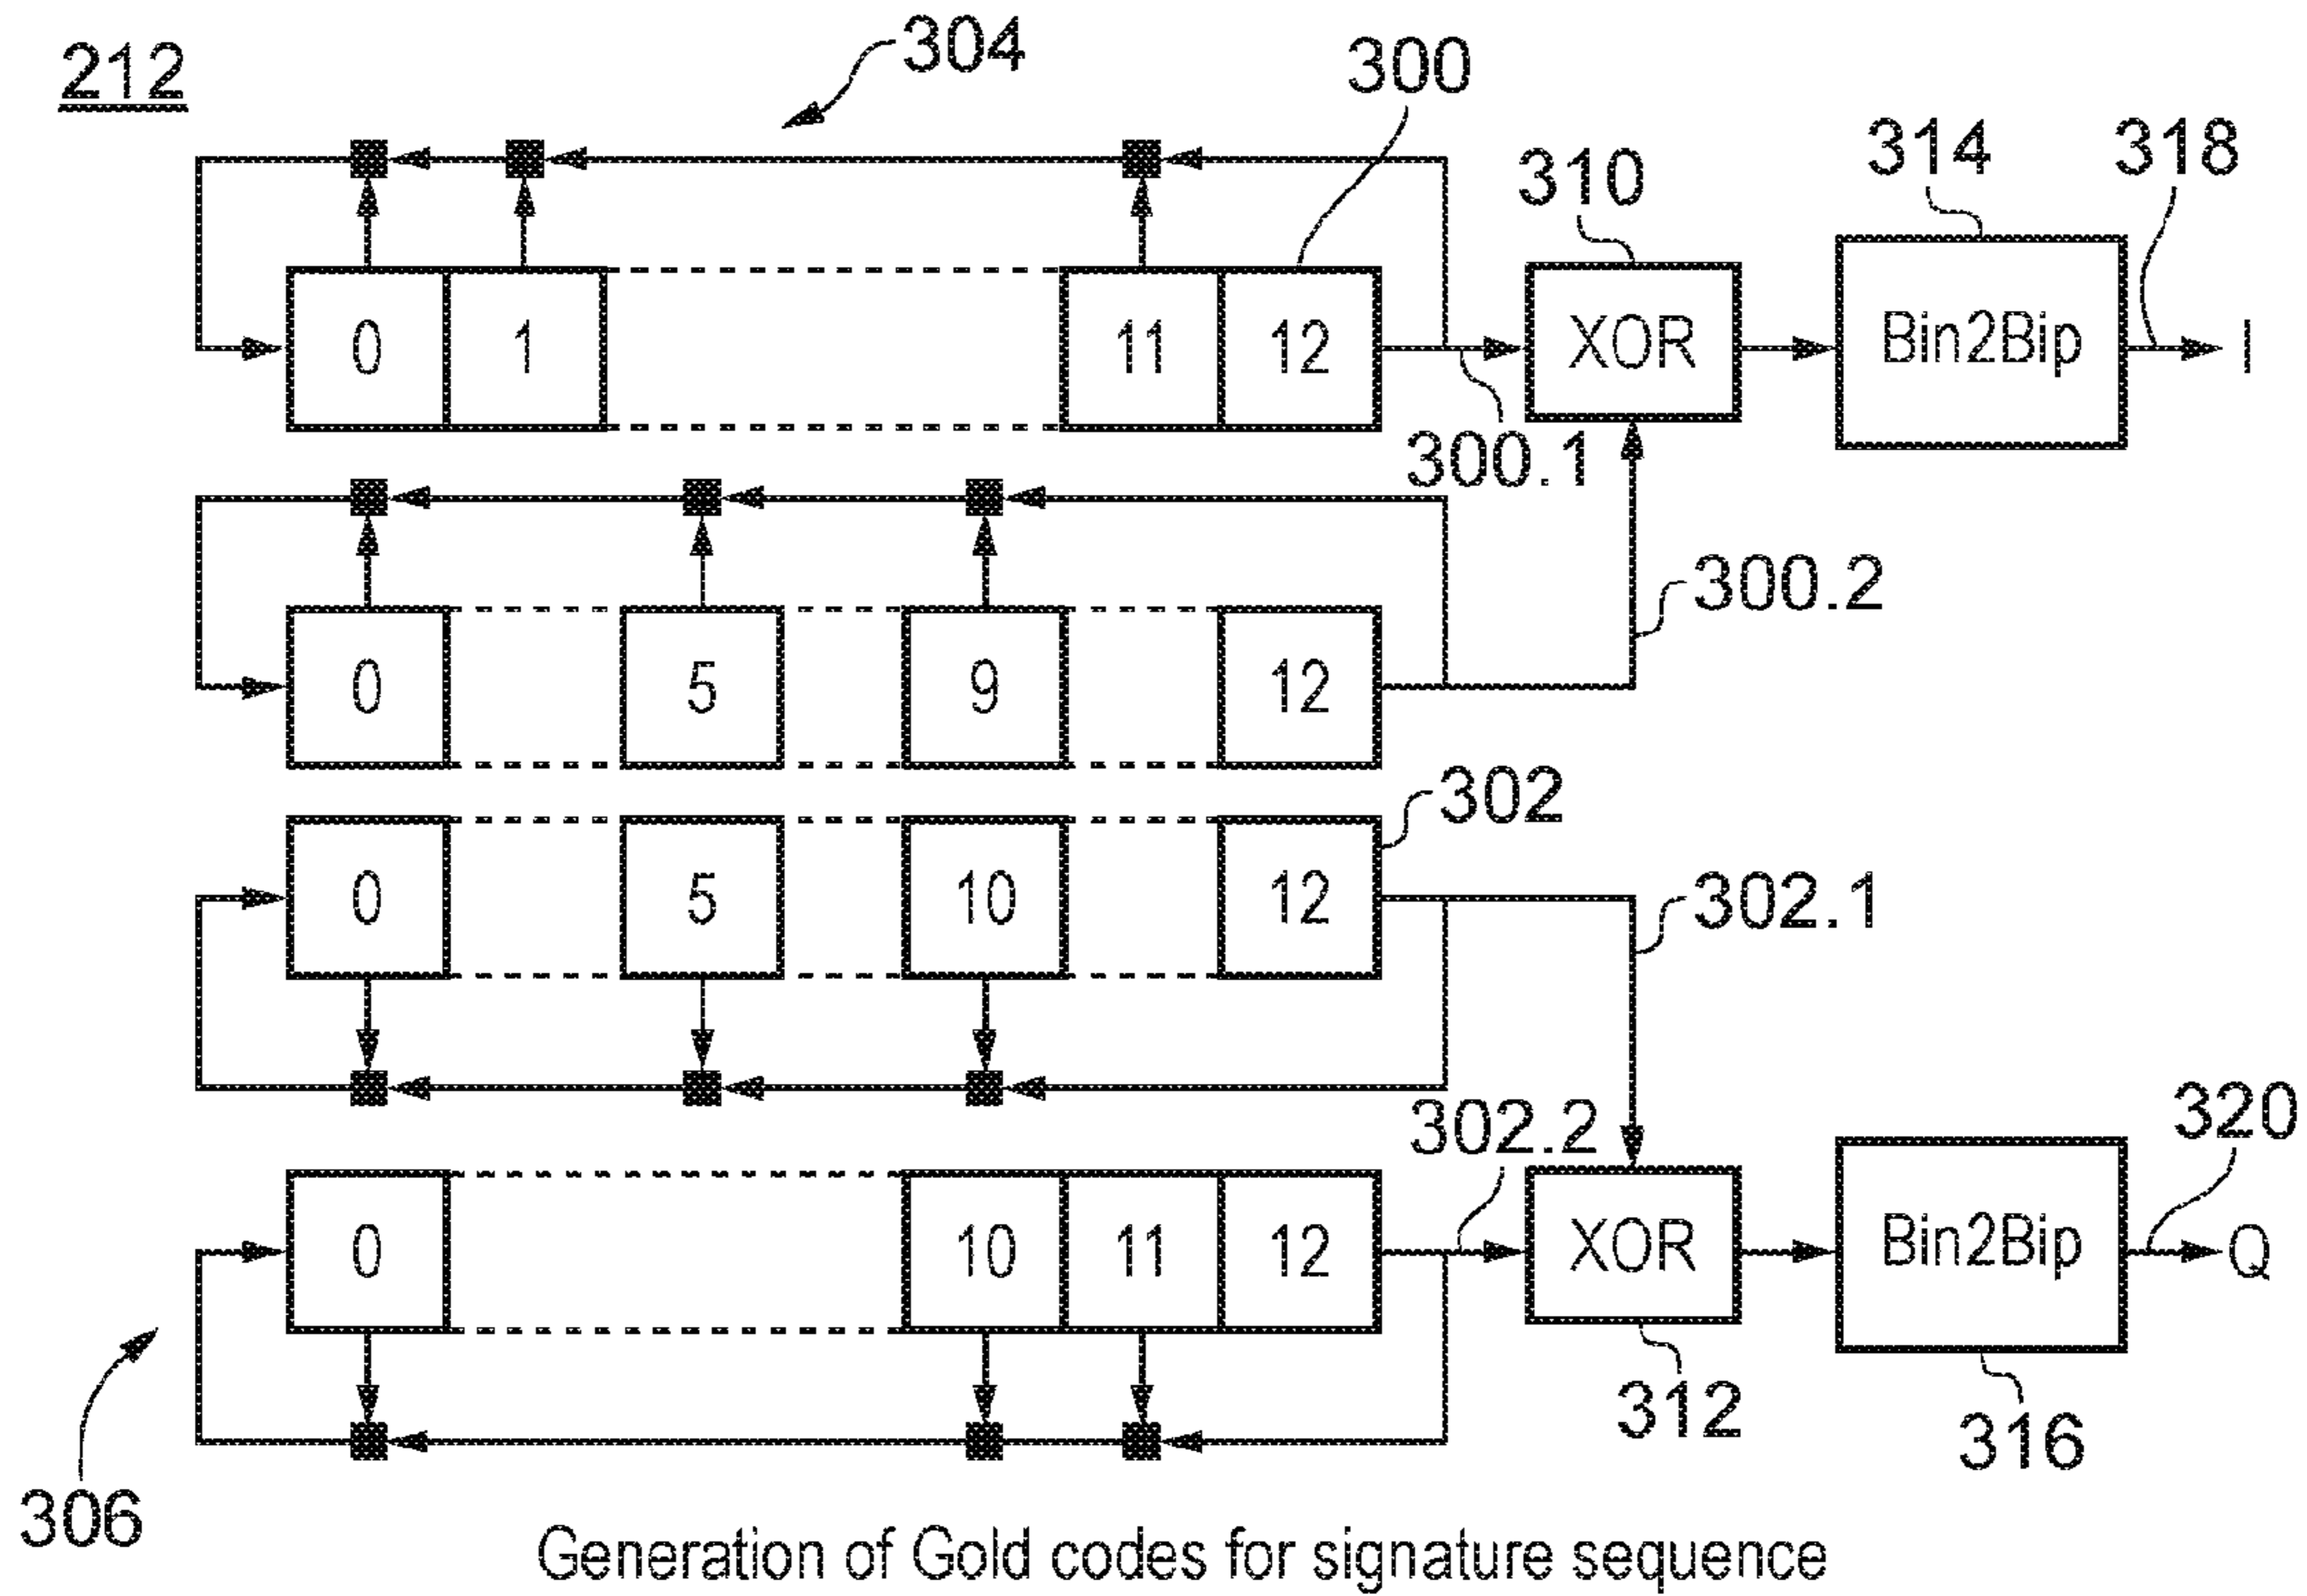 212
304
300
310
314
318
0 1 11 12
XOR
Bin2Bip
I
300.1
300.2
0 5 9 12
302
0 5 10 12
302.1
302.2
320
0 10 11 12
XOR
Bin2Bip
Q
312
316
306
Generation of Gold codes for signature sequence